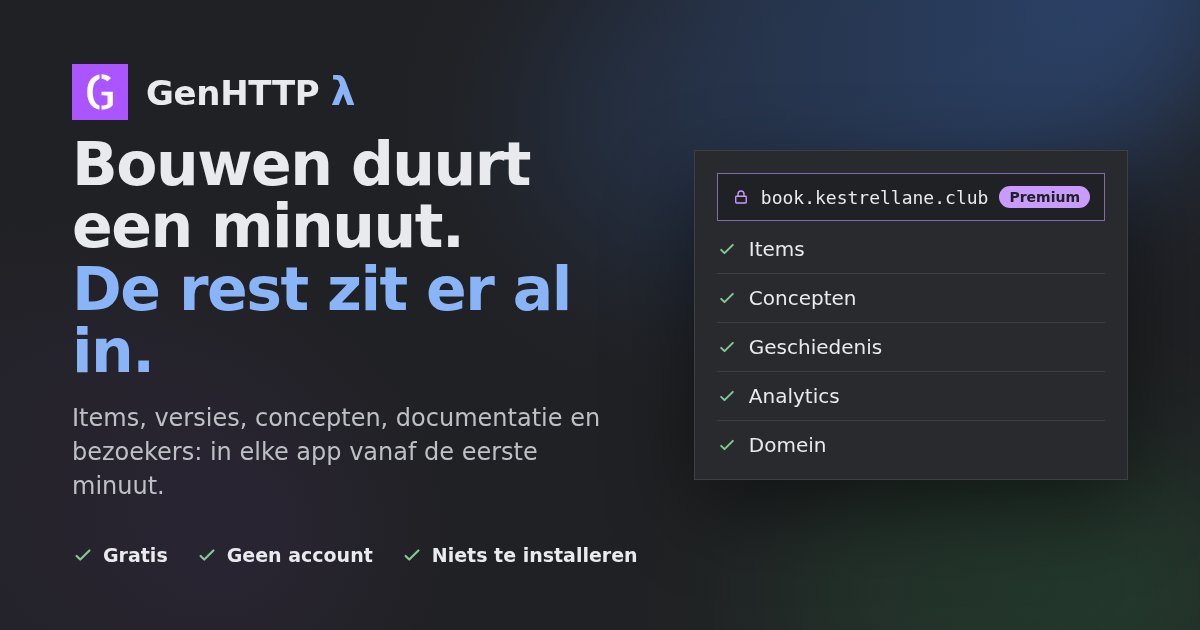 GenHTTP λ
Bouwen duurt
een minuut.
De rest zit er al
in.
Items, versies, concepten, documentatie en
bezoekers: in elke app vanaf de eerste
minuut.
Gratis
Geen account
Niets te installeren
book.kestrellane.club
Premium
Items
Concepten
Geschiedenis
Analytics
Domein